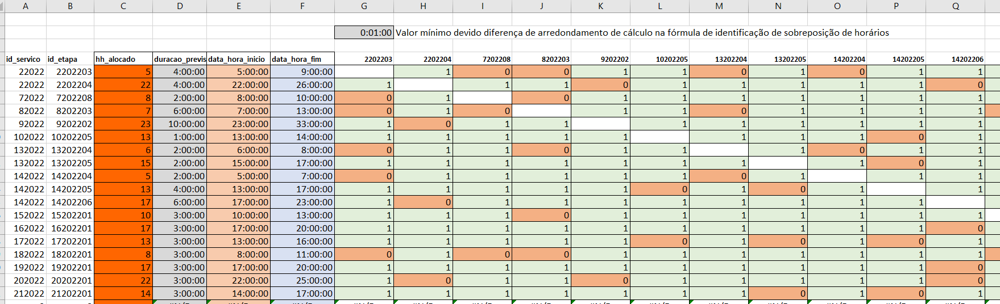 A B C D E F G H I J K L M N O P Q
0:01:00 Valor mínimo devido diferença de arredondamento de cálculo na fórmula de identificação de sobreposição de horários
id_servico id_etapa hh_alocado duracao_previs data_hora_inicio data_hora_fim 2202203 2202204 7202208 8202203 9202202 10202205 13202204 13202205 14202204 14202205 14202206
22022 2202203 5 4:00:00 5:00:00 9:00:00 1 0 0 1 1 0 1 0 1 1
22022 2202204 22 4:00:00 22:00:00 26:00:00 1 1 1 0 1 1 1 1 1 0
72022 7202208 8 2:00:00 8:00:00 10:00:00 0 1 0 1 1 1 1 1 1 1
82022 8202203 7 6:00:00 7:00:00 13:00:00 0 1 0 1 1 0 1 1 1 1
92022 9202202 23 10:00:00 23:00:00 33:00:00 1 0 1 1 1 1 1 1 1 1
102022 10202205 13 1:00:00 13:00:00 14:00:00 1 1 1 1 1 1 1 1 0 1
132022 13202204 6 2:00:00 6:00:00 8:00:00 0 1 1 0 1 1 1 0 1 1
132022 13202205 15 2:00:00 15:00:00 17:00:00 1 1 1 1 1 1 1 1 0 1
142022 14202204 5 2:00:00 5:00:00 7:00:00 0 1 1 1 1 1 0 1 1 1
142022 14202205 13 4:00:00 13:00:00 17:00:00 1 1 1 1 1 0 1 0 1 1
142022 14202206 17 6:00:00 17:00:00 23:00:00 1 0 1 1 1 1 1 1 1 1
152022 15202201 10 3:00:00 10:00:00 13:00:00 1 1 1 0 1 1 1 1 1 1 1
162022 16202201 17 3:00:00 17:00:00 20:00:00 1 1 1 1 1 1 1 1 1 1 0
172022 17202201 13 3:00:00 13:00:00 16:00:00 1 1 1 1 1 0 1 0 1 0 1
182022 18202201 8 3:00:00 8:00:00 11:00:00 0 1 0 0 1 1 1 1 1 1 1
192022 19202201 17 3:00:00 17:00:00 20:00:00 1 1 1 1 1 1 1 1 1 1 0
202022 20202201 22 3:00:00 22:00:00 25:00:00 1 0 1 1 0 1 1 1 1 1 0
212022 21202201 14 3:00:00 14:00:00 17:00:00 1 1 1 1 1 1 1 0 1 0 1